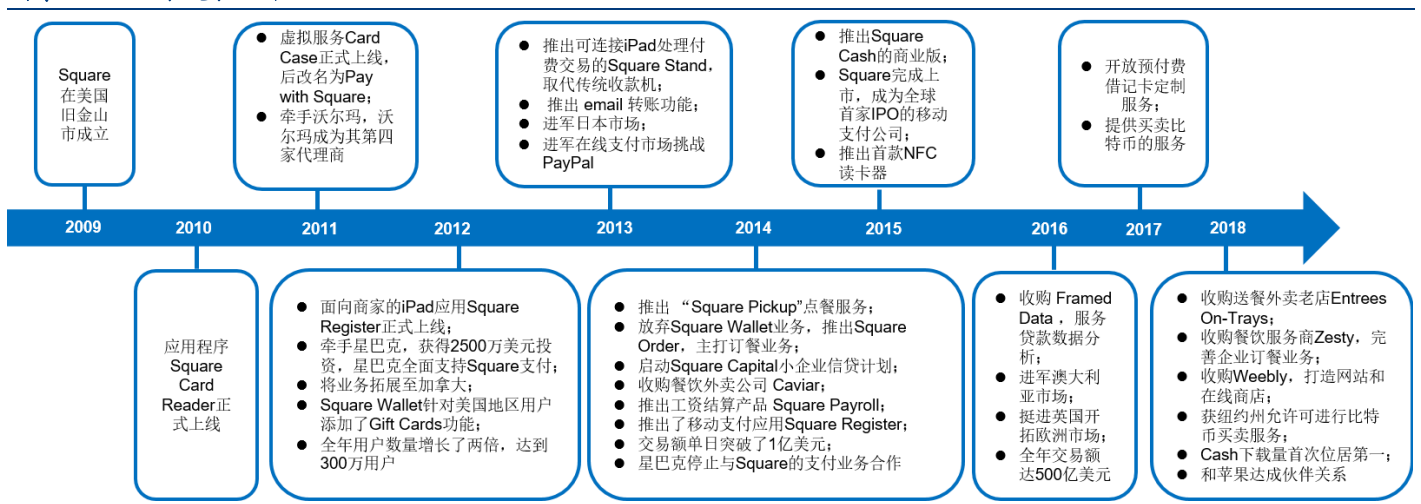 Square
在美国
旧金山
市成立
● 虚拟服务Card
Case正式上线，
后改名为Pay
with Square；
● 牵手沃尔玛，沃
尔玛成为其第四
家代理商
● 推出可连接iPad处理付
费交易的Square Stand，
取代传统收款机；
● 推出 email 转账功能；
● 进军日本市场；
● 进军在线支付市场挑战
PayPal
● 推出Square
Cash的商业版；
● Square完成上
市，成为全球
首家IPO的移动
支付公司；
● 推出首款NFC
读卡器
● 开放预付费
借记卡定制
服务；
● 提供买卖比
特币的服务
2009 2010 2011 2012 2013 2014 2015 2016 2017 2018
应用程序
Square
Card
Reader正
式上线
● 面向商家的iPad应用Square
Register正式上线；
● 牵手星巴克，获得2500万美元投
资，星巴克全面支持Square支付；
● 将业务拓展至加拿大；
● Square Wallet针对美国地区用户
添加了Gift Cards功能；
● 全年用户数量增长了两倍，达到
300万用户
● 推出 “Square Pickup”点餐服务；
● 放弃Square Wallet业务，推出Square
Order，主打订餐业务；
● 启动Square Capital小企业信贷计划；
● 收购餐饮外卖公司 Caviar；
● 推出工资结算产品 Square Payroll；
● 推出了移动支付应用Square Register；
● 交易额单日突破了1亿美元；
● 星巴克停止与Square的支付业务合作
● 收购 Framed
Data ，服务
贷款数据分
析；
● 进军澳大利
亚市场；
● 挺进英国开
拓欧洲市场；
● 全年交易额
达500亿美元
● 收购送餐外卖老店Entrees
On-Trays；
● 收购餐饮服务商Zesty，完
善企业订餐业务；
● 收购Weebly，打造网站和
在线商店；
● 获纽约州允许可进行比特
币买卖服务；
● Cash下载量首次位居第一；
● 和苹果达成伙伴关系